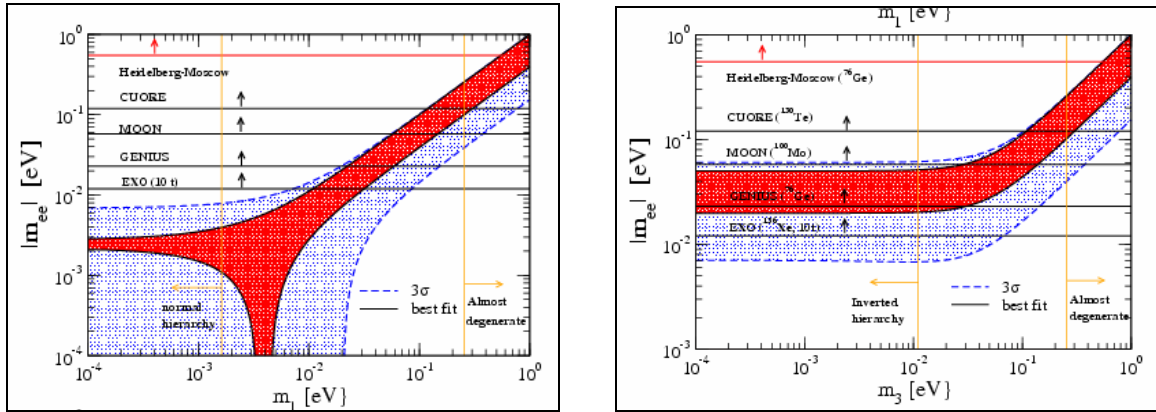 10^0
10^-1
10^-2
10^-3
10^-4
|m_ee| [eV]
Heidelberg-Moscow
CUORE
MOON
GENIUS
EXO (10 t)
normal
hierarchy
3σ
best fit
Almost
degenerate
10^-4
10^-3
10^-2
10^-1
10^0
m_1 [eV}
m_1 [eV}
10^0
10^-1
10^-2
10^-3
|m_ee| [eV]
Heidelberg-Moscow (^76Ge)
CUORE (^130Te)
MOON (^100Mo)
GENIUS (^76Ge)
EXO (^136Xe, 10t)
Inverted
hierarchy
3σ
best fit
Almost
degenerate
10^-4
10^-3
10^-2
10^-1
10^0
m_3 [eV}